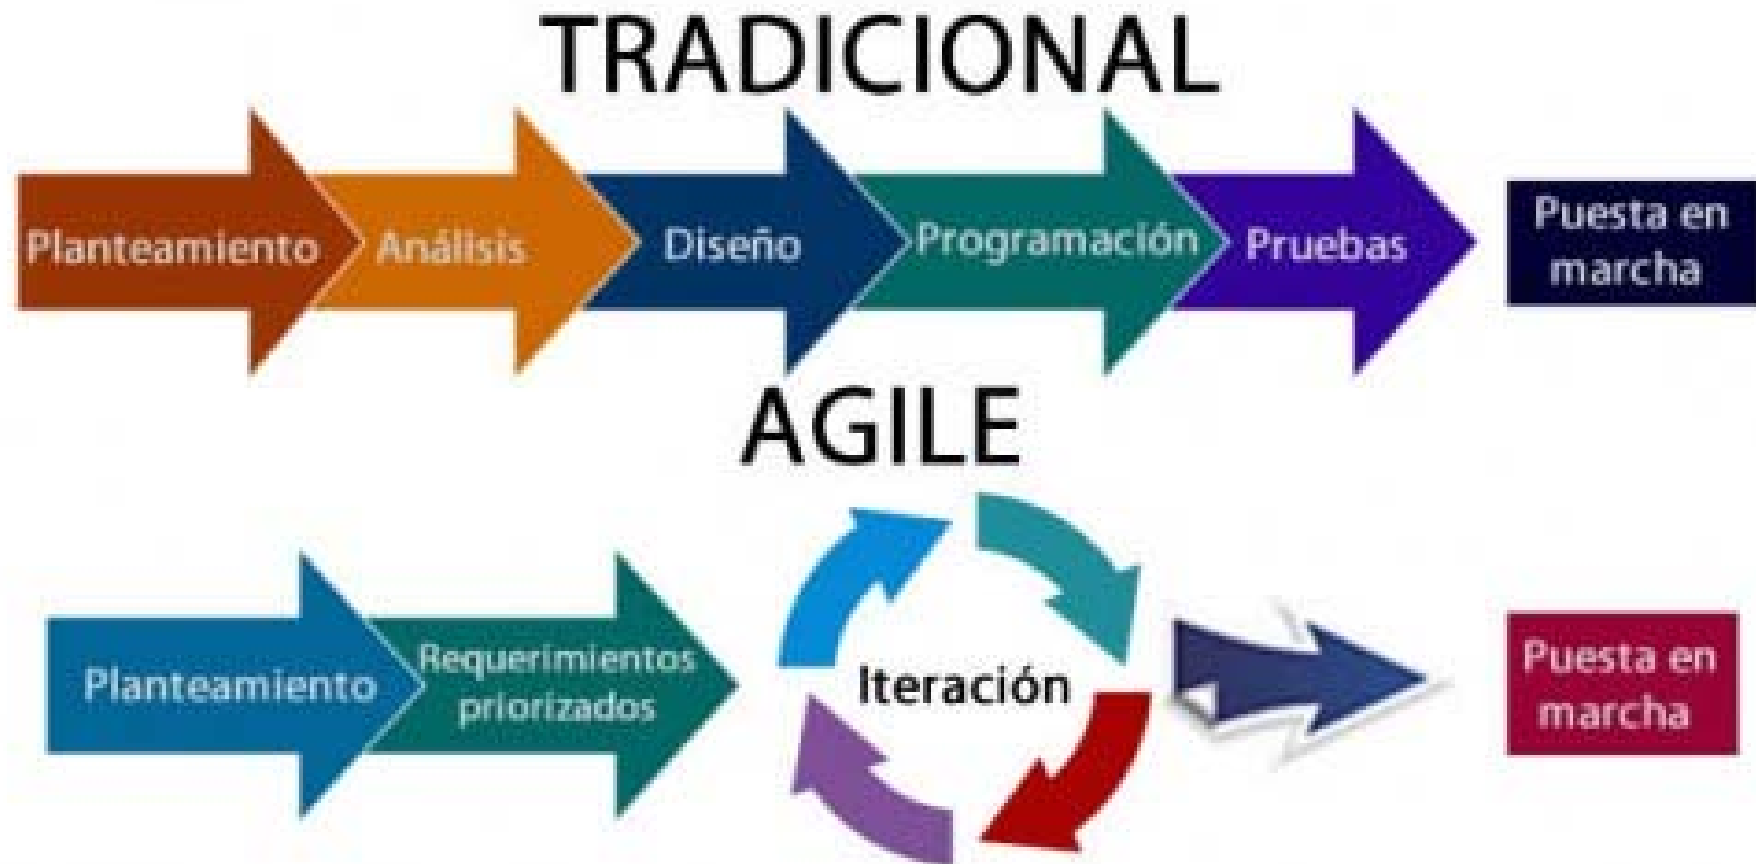 TRADICIONAL
Planteamiento
Análisis
Diseño
Programación
Pruebas
Puesta en
marcha
AGILE
Planteamiento
Requerimientos
priorizados
Iteración
Puesta en
marcha